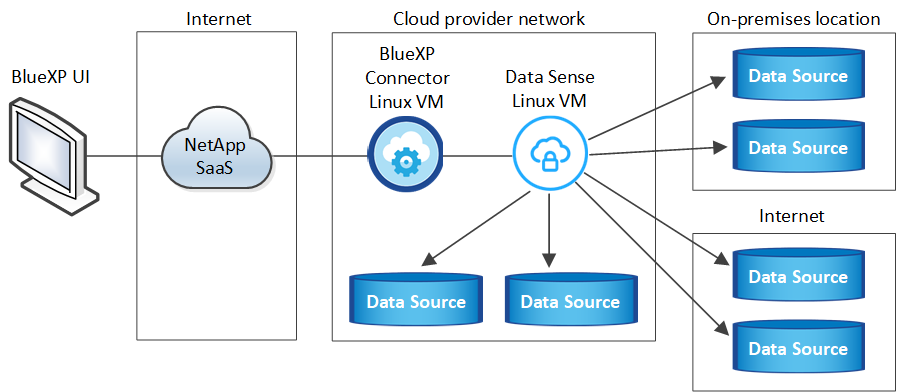 Internet
Cloud provider network
On-premises location
BlueXP UI
NetApp
SaaS
BlueXP
Connector
Linux VM
Data Sense
Linux VM
Data Source
Data Source
Data Source
Data Source
Internet
Data Source
Data Source